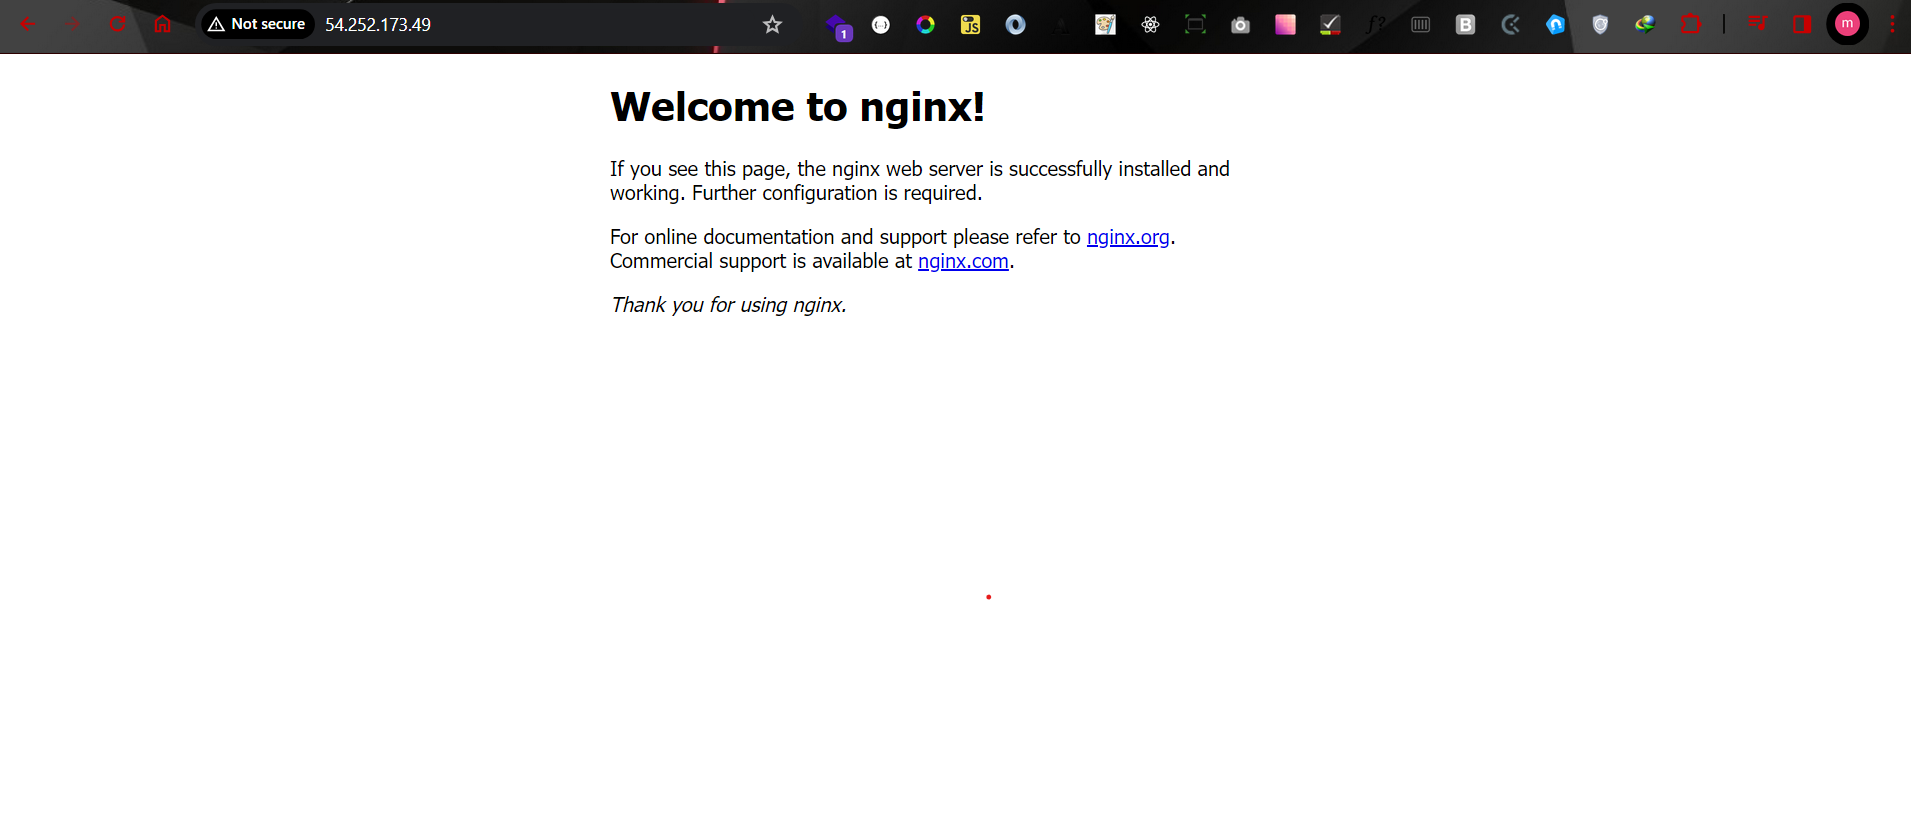 Not secure
54.252.173.49
1
JS
ƒ?
B
m
Welcome to nginx!
If you see this page, the nginx web server is successfully installed and
working. Further configuration is required.
For online documentation and support please refer to nginx.org.
Commercial support is available at nginx.com.
Thank you for using nginx.